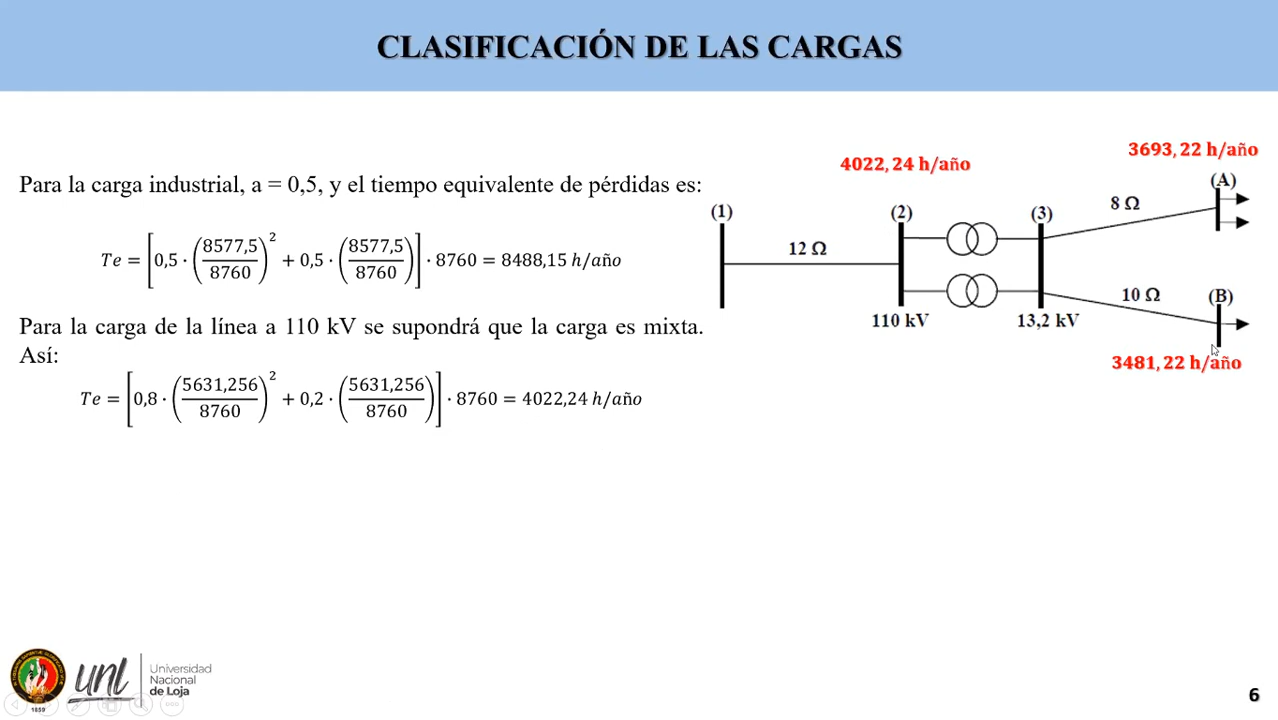 CLASIFICACIÓN DE LAS CARGAS
Para la carga industrial, a = 0,5, y el tiempo equivalente de pérdidas es:
Te = [0,5 · (8577,5/8760)² + 0,5 · (8577,5/8760)] · 8760 = 8488,15 h/año
Para la carga de la línea a 110 kV se supondrá que la carga es mixta.
Así:
Te = [0,8 · (5631,256/8760)² + 0,2 · (5631,256/8760)] · 8760 = 4022,24 h/año
3693, 22 h/año
4022, 24 h/año
(A)
8 Ω
(1)
(2)
(3)
12 Ω
10 Ω
(B)
110 kV
13,2 kV
3481, 22 h/año
1859
unl
Universidad
Nacional
de Loja
6